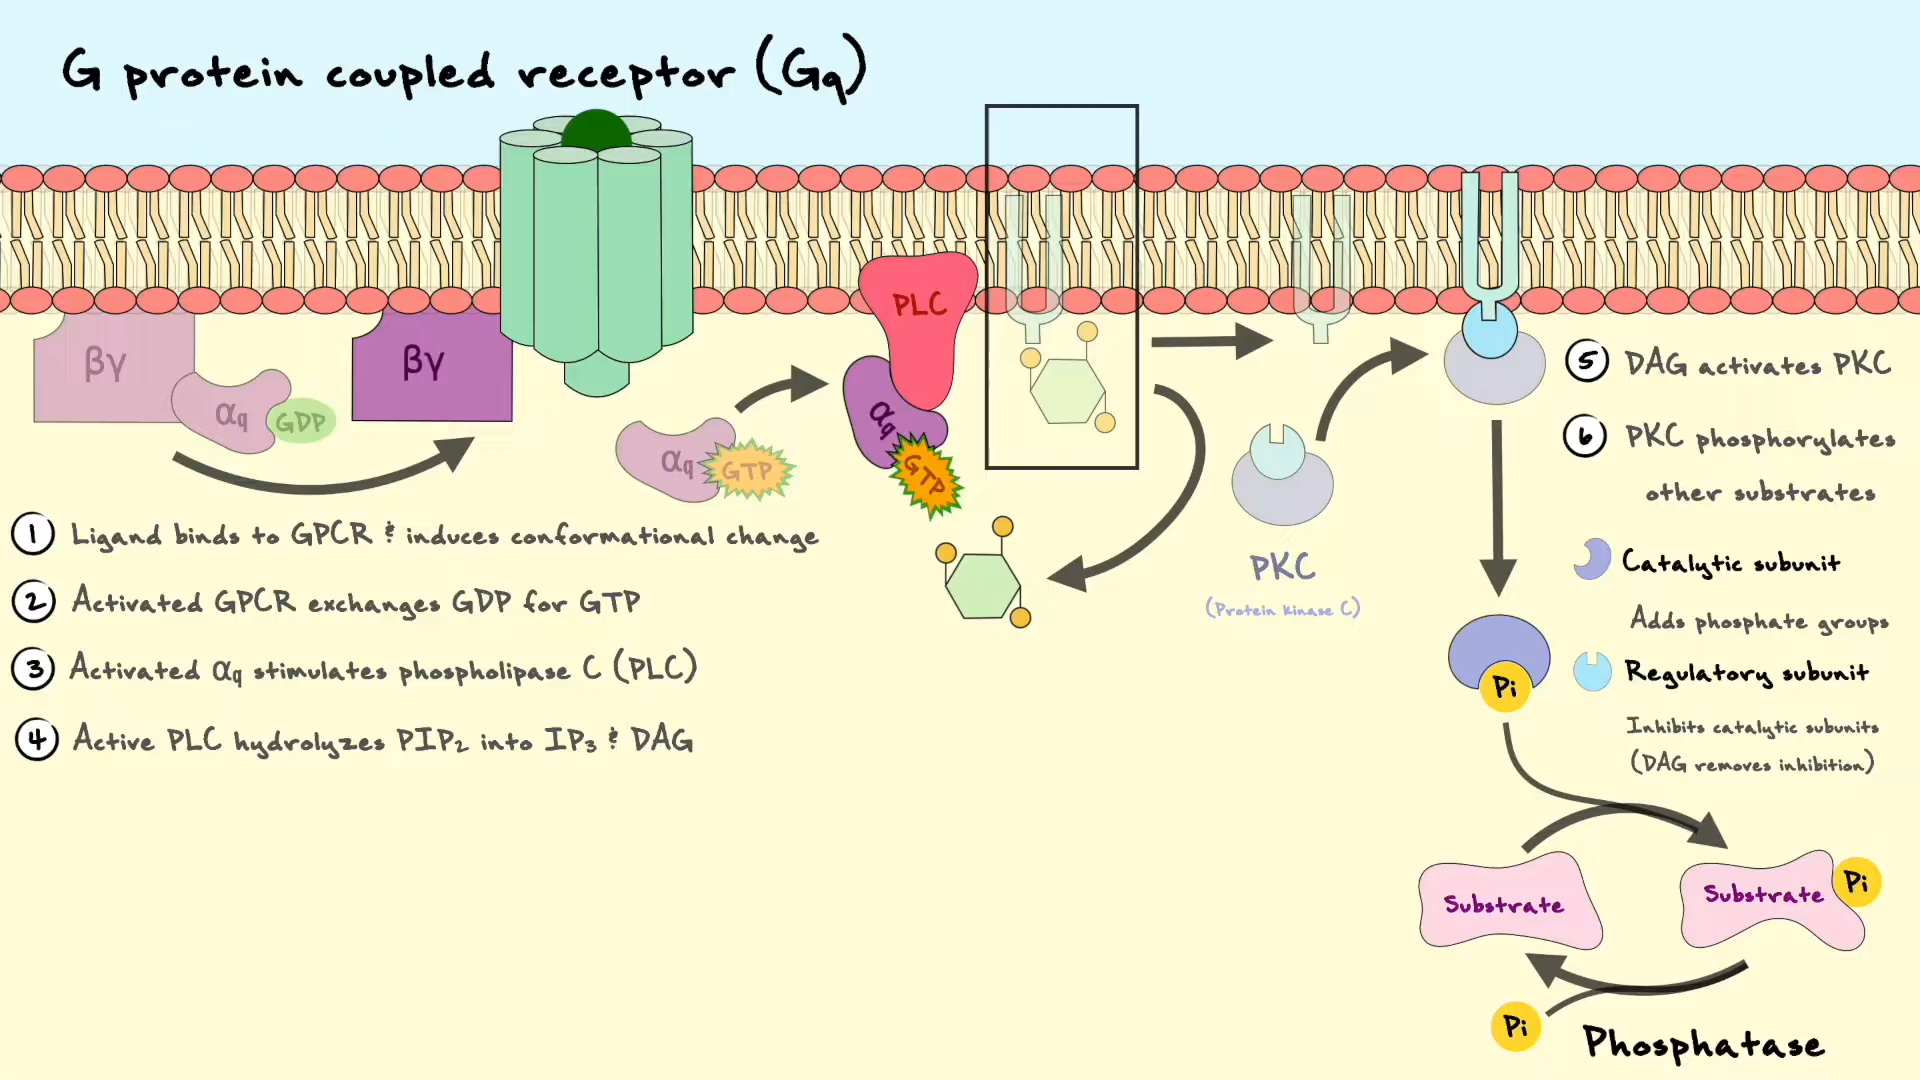 G protein coupled receptor (Gq)
PLC
βγ
αq
GDP
βγ
αq
GTP
αq
GTP
PKC
(Protein kinase C)
1 Ligand binds to GPCR & induces conformational change
2 Activated GPCR exchanges GDP for GTP
3 Activated αq stimulates phospholipase C (PLC)
4 Active PLC hydrolyzes PIP₂ into IP₃ & DAG
5 DAG activates PKC
6 PKC phosphorylates
other substrates
Catalytic subunit
Adds phosphate groups
Regulatory subunit
Inhibits catalytic subunits
(DAG removes inhibition)
Pi
Substrate
Substrate
Pi
Pi
Phosphatase